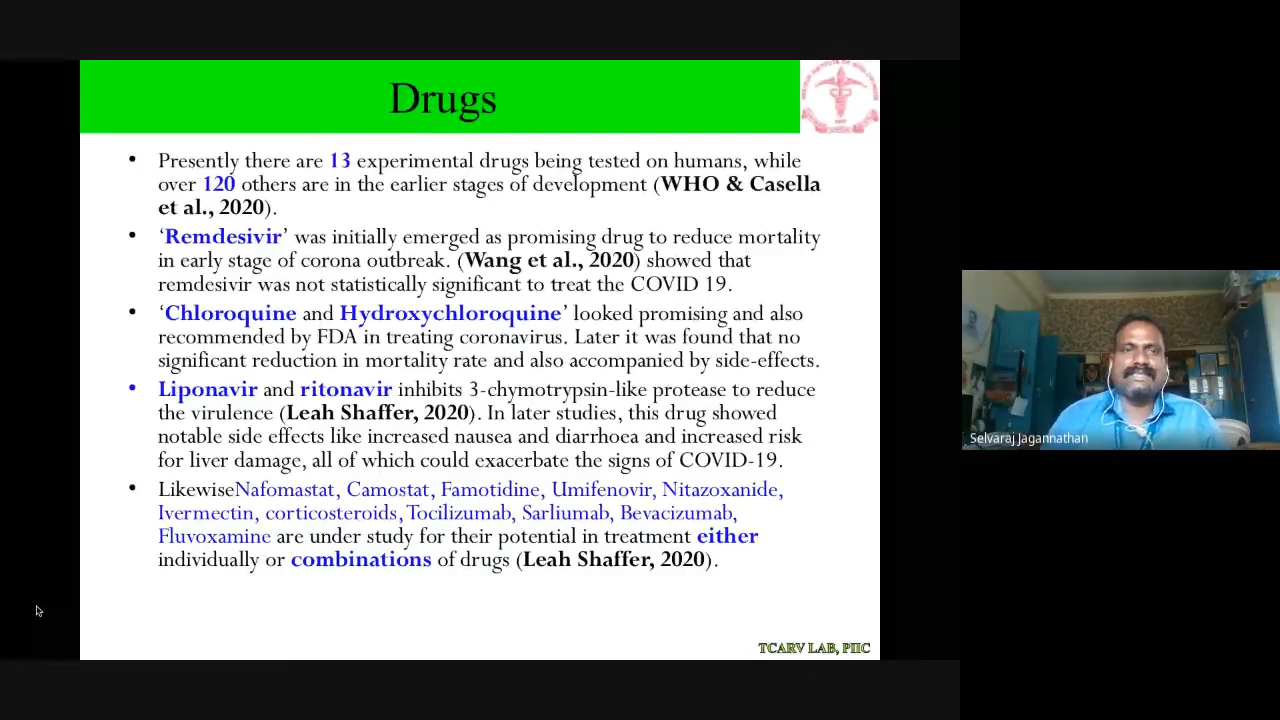 Drugs
• Presently there are 13 experimental drugs being tested on humans, while
over 120 others are in the earlier stages of development (WHO & Casella
et al., 2020).
• ‘Remdesivir’ was initially emerged as promising drug to reduce mortality
in early stage of corona outbreak. (Wang et al., 2020) showed that
remdesivir was not statistically significant to treat the COVID 19.
• ‘Chloroquine and Hydroxychloroquine’ looked promising and also
recommended by FDA in treating coronavirus. Later it was found that no
significant reduction in mortality rate and also accompanied by side-effects.
• Liponavir and ritonavir inhibits 3-chymotrypsin-like protease to reduce
the virulence (Leah Shaffer, 2020). In later studies, this drug showed
notable side effects like increased nausea and diarrhoea and increased risk
for liver damage, all of which could exacerbate the signs of COVID-19.
• LikewiseNafomastat, Camostat, Famotidine, Umifenovir, Nitazoxanide,
Ivermectin, corticosteroids, Tocilizumab, Sarliumab, Bevacizumab,
Fluvoxamine are under study for their potential in treatment either
individually or combinations of drugs (Leah Shaffer, 2020).
TCARV LAB, PIIC
Selvaraj Jagannathan